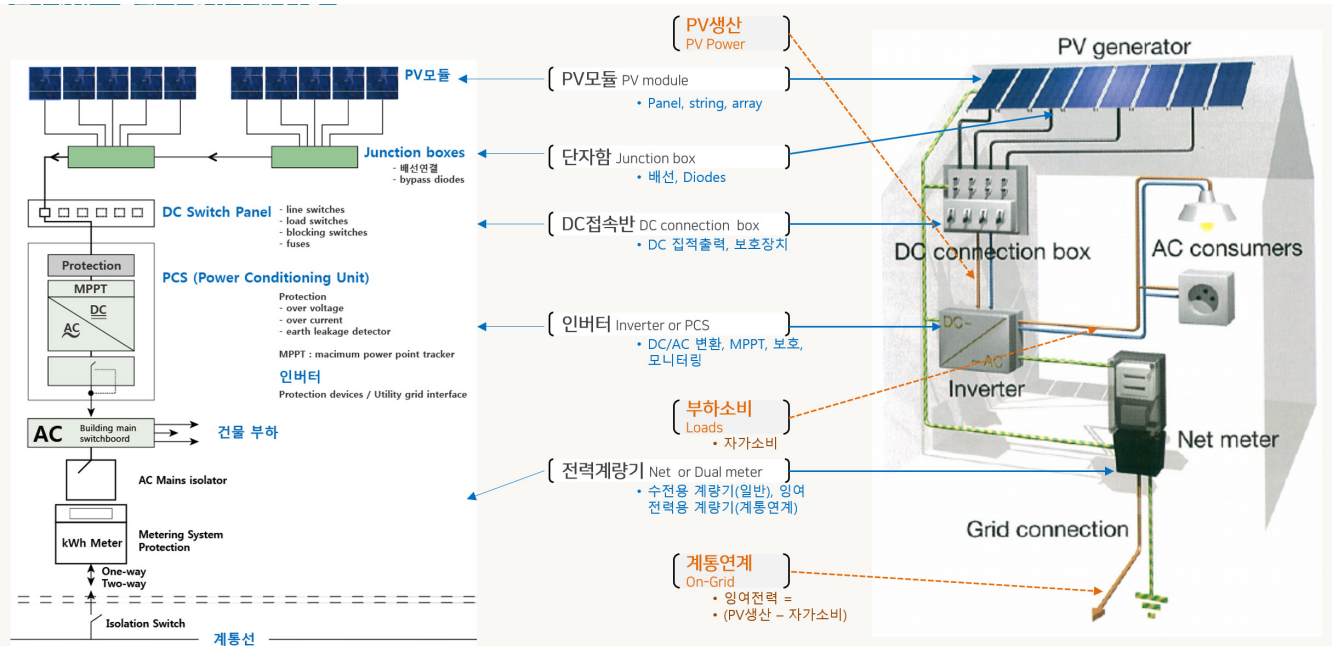 PV모듈
Junction boxes
- 배선연결
- bypass diodes
DC Switch Panel
- line switches
- load switches
- blocking switches
- fuses
Protection
MPPT
DC
AC
PCS (Power Conditioning Unit)
Protection
- over voltage
- over current
- earth leakage detector
MPPT : macimum power point tracker
인버터
Protection devices / Utility grid interface
AC
Building main
switchboord
건물 부하
AC Mains isolator
kWh Meter
Metering System
Protection
One-way
Two-way
Isolation Switch
계통선
PV생산
PV Power
PV모듈 PV module
• Panel, string, array
단자함 Junction box
• 배선, Diodes
DC접속반 DC connection box
• DC 집적출력, 보호장치
인버터 Inverter or PCS
• DC/AC 변환, MPPT, 보호,
모니터링
부하소비
Loads
• 자가소비
전력계량기 Net or Dual meter
• 수전용 계량기(일반), 잉여
전력용 계량기(계통연계)
계통연계
On-Grid
• 잉여전력 =
• (PV생산 – 자가소비)
PV generator
DC connection box
AC consumers
DC-
~AC
Inverter
Net meter
Grid connection